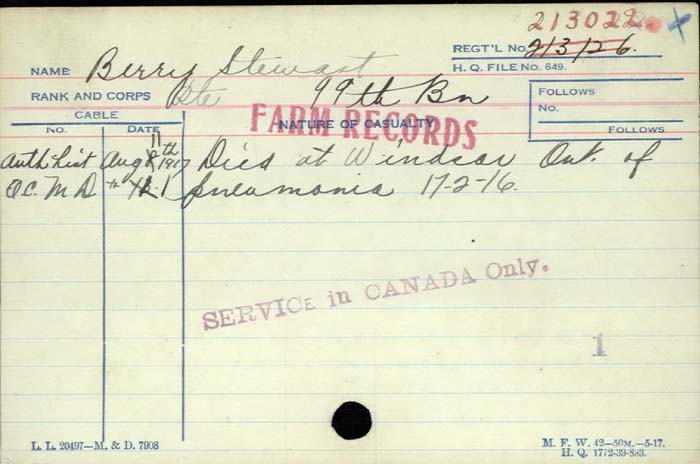 213022
REGT'L No. 213126.
H. Q. FILE No. 649.
NAME Berry Stewart
RANK AND CORPS Pte 99th Bn
FOLLOWS
No.
FOLLOWS
CABLE
No. DATE
NATURE OF CASUALTY
FARM RECORDS
Auth List Aug 11th 1917 Died at Windsor Ont. of
O.C. M D No 1 pneumonia 17-2-16.
SERVICE in CANADA Only.
1
L. L. 20497—M. & D. 7908
M. F. W. 42—50M.—5-17.
H. Q. 1772-39-893.